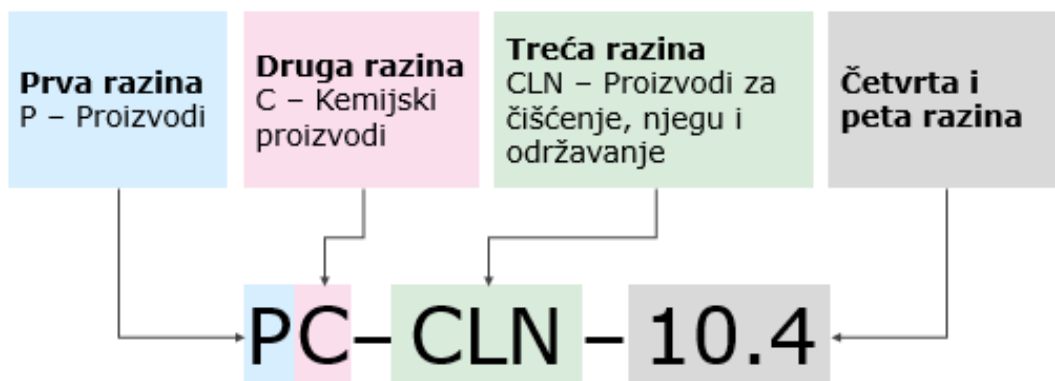 Prva razina
P – Proizvodi
Druga razina
C – Kemijski
proizvodi
Treća razina
CLN – Proizvodi za
čišćenje, njegu i
održavanje
Četvrta i
peta razina
PC–CLN–10.4